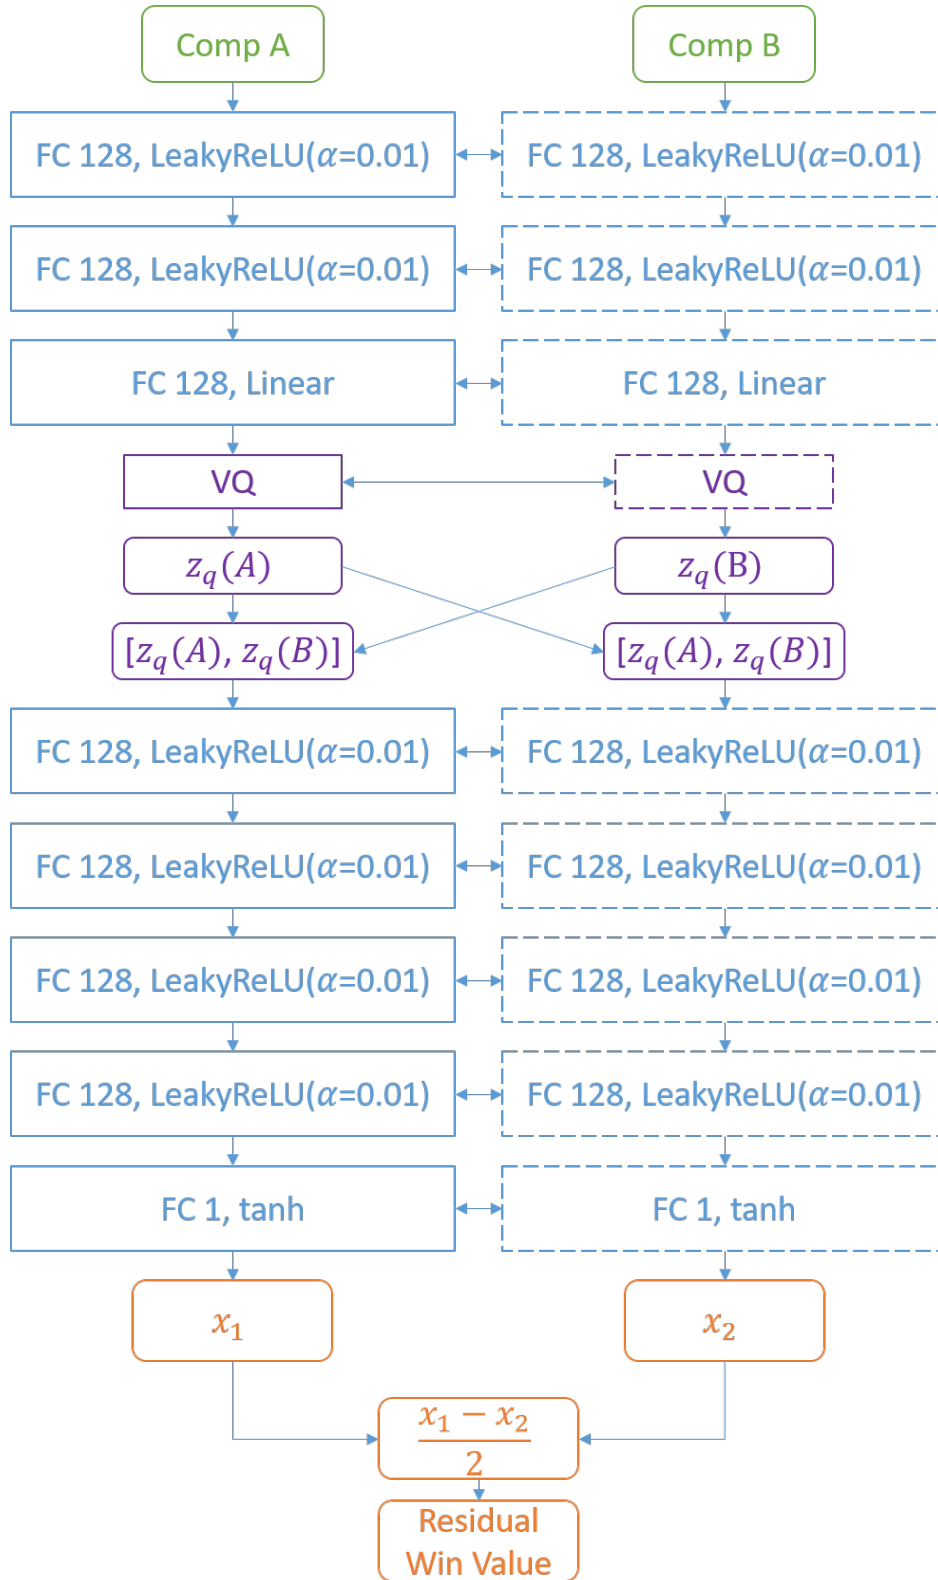 Comp A
Comp B
FC 128, LeakyReLU(α=0.01)
FC 128, LeakyReLU(α=0.01)
FC 128, LeakyReLU(α=0.01)
FC 128, LeakyReLU(α=0.01)
FC 128, Linear
FC 128, Linear
VQ
VQ
z_q(A)
z_q(B)
[z_q(A), z_q(B)]
[z_q(A), z_q(B)]
FC 128, LeakyReLU(α=0.01)
FC 128, LeakyReLU(α=0.01)
FC 128, LeakyReLU(α=0.01)
FC 128, LeakyReLU(α=0.01)
FC 128, LeakyReLU(α=0.01)
FC 128, LeakyReLU(α=0.01)
FC 128, LeakyReLU(α=0.01)
FC 128, LeakyReLU(α=0.01)
FC 1, tanh
FC 1, tanh
x₁
x₂
x₁ − x₂
2
Residual
Win Value